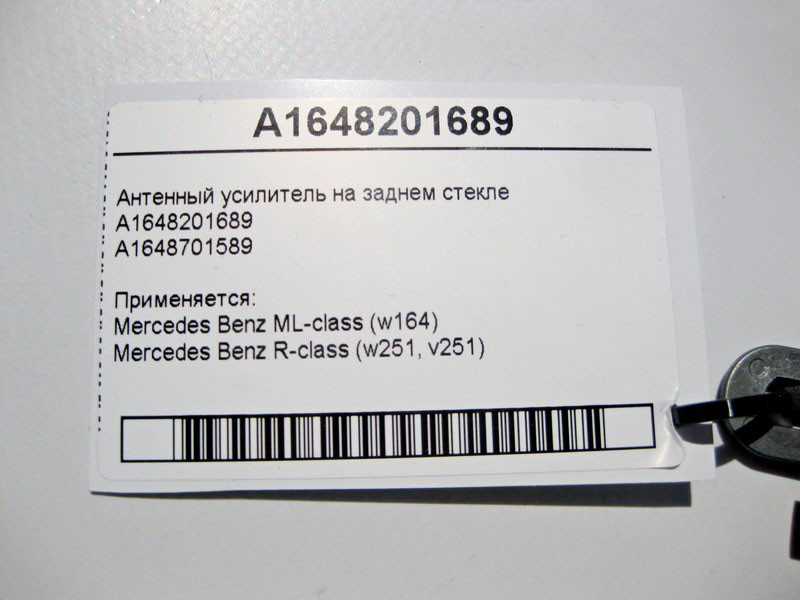 A1648201689
Антенный усилитель на заднем стекле
A1648201689
A1648701589
Применяется:
Mercedes Benz ML-class (w164)
Mercedes Benz R-class (w251, v251)